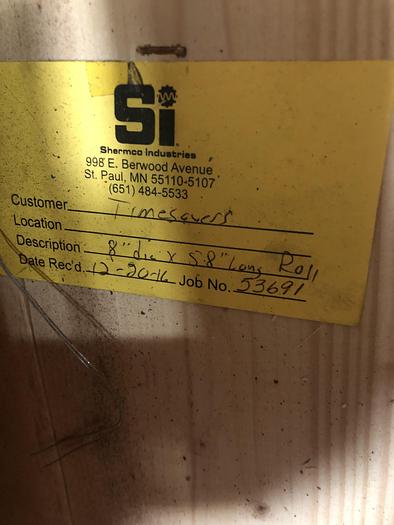 Si
Shermco Industries
998 E. Berwood Avenue
St. Paul, MN 55110-5107
(651) 484-5533
Customer Timesavers
Location
Description 8" dia x 58" Long Roll
Date Rec'd. 12-20-16 Job No. 53691